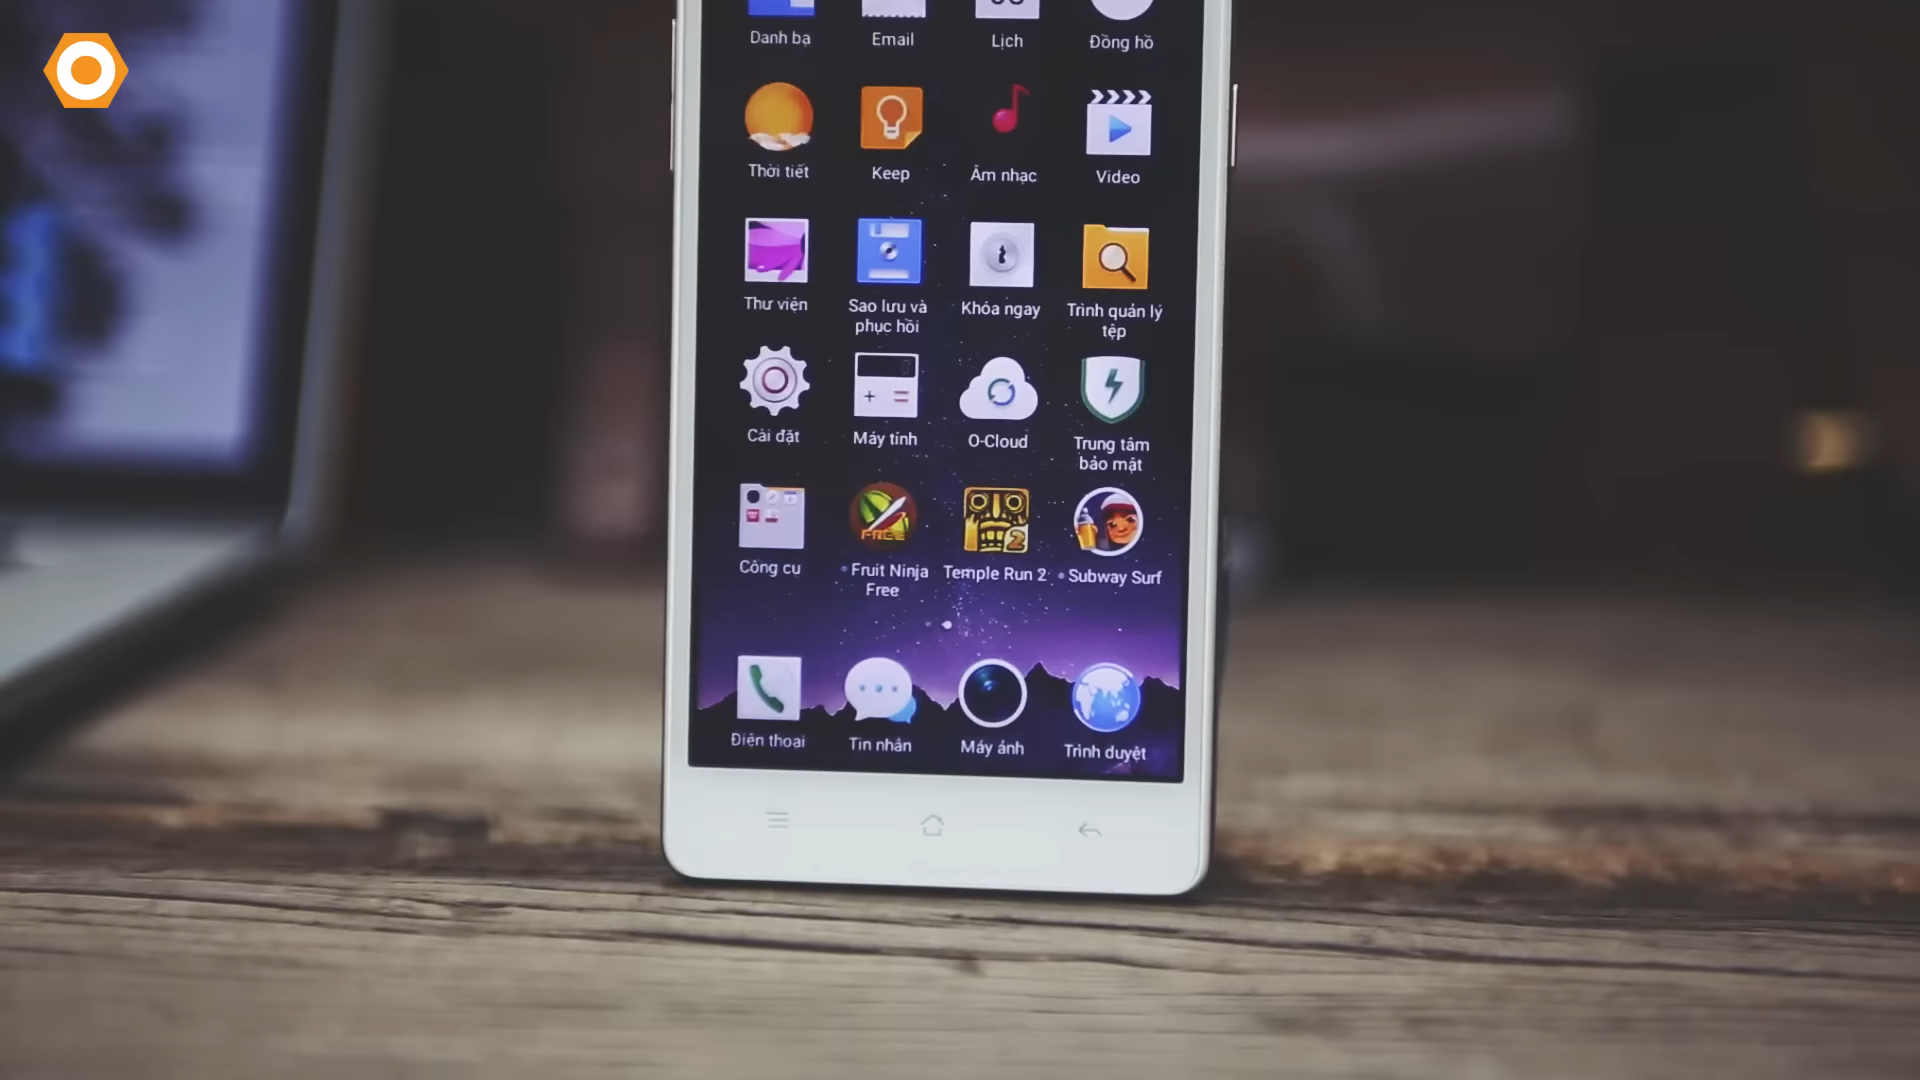 Danh bạ
Email
Lịch
Đồng hồ
Thời tiết
Keep
Âm nhạc
Video
Thư viện
Sao lưu và
phục hồi
Khóa ngay
Trình quản lý
tệp
Cài đặt
Máy tính
O-Cloud
Trung tâm
bảo mật
Công cụ
FREE
Fruit Ninja
Free
2
Temple Run 2
Subway Surf
Điện thoại
Tin nhắn
Máy ảnh
Trình duyệt